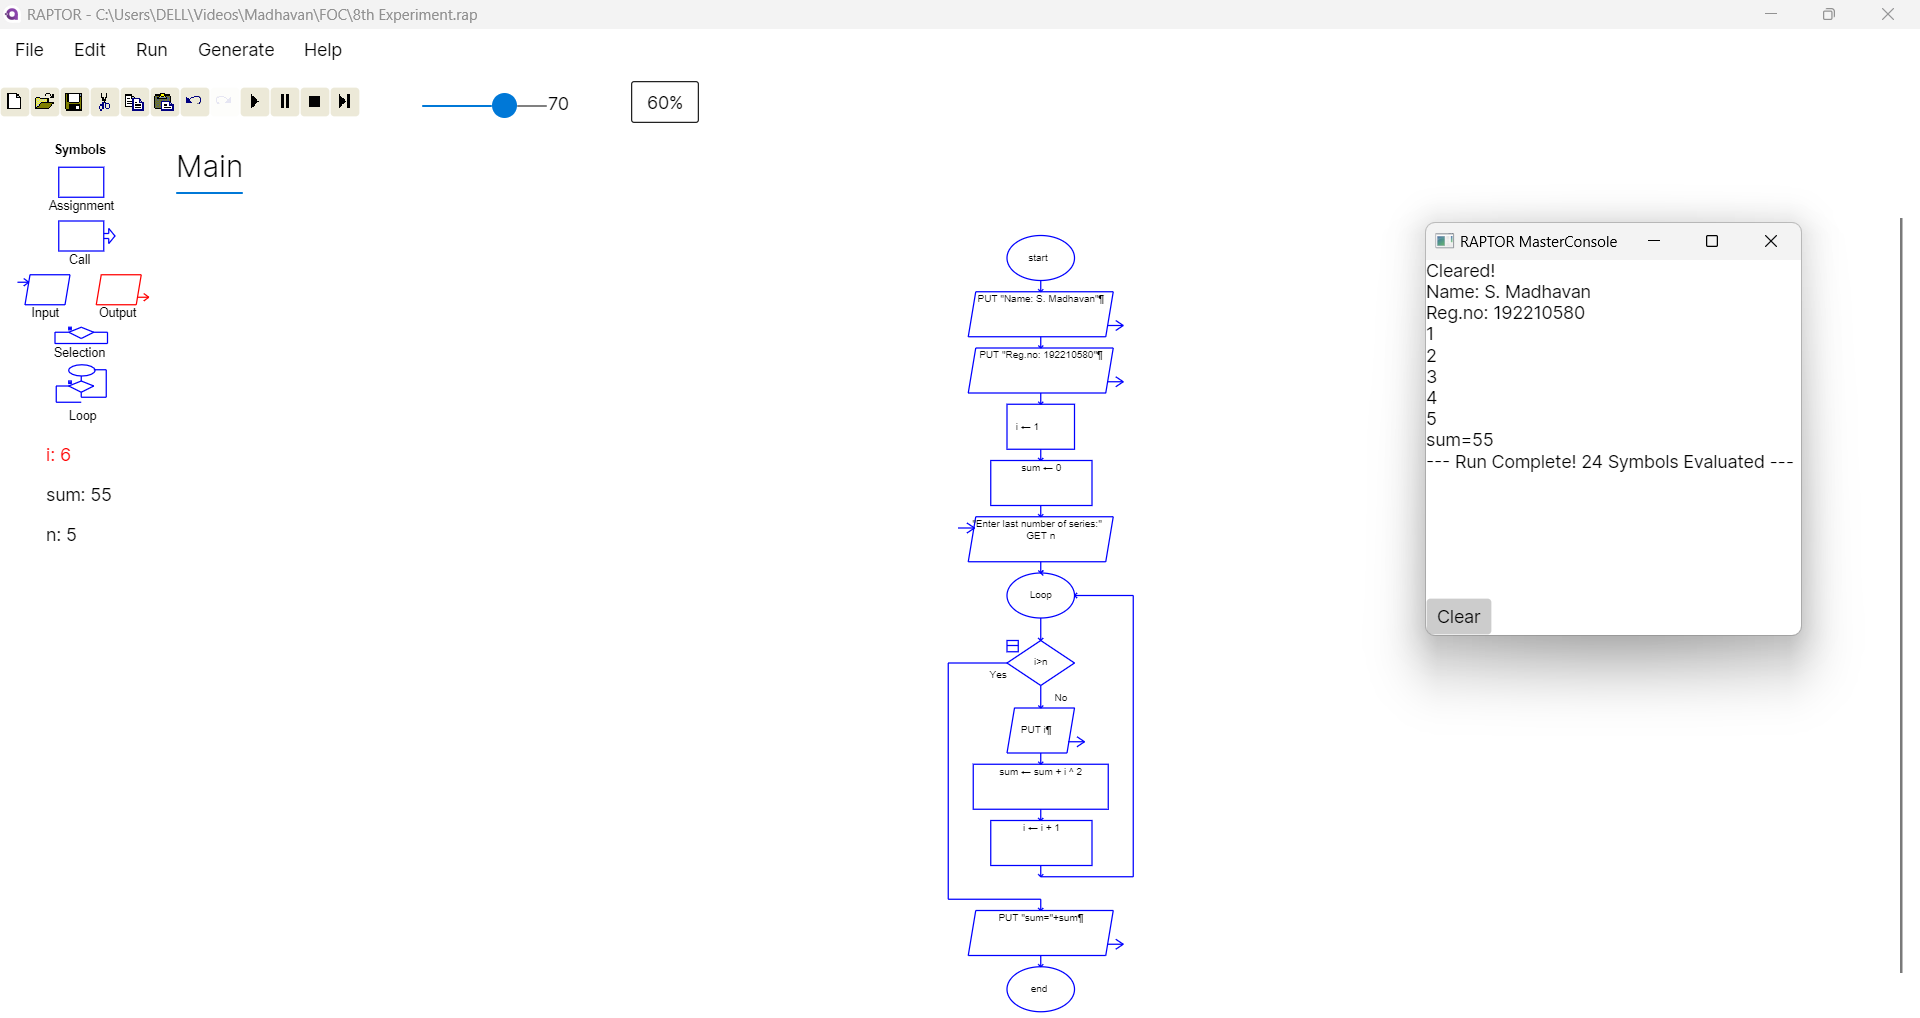 RAPTOR - C:\Users\DELL\Videos\Madhavan\FOC\8th Experiment.rap
File Edit Run Generate Help
70 60%
Symbols
Assignment
Call
Input Output
Selection
Loop
i: 6
sum: 55
n: 5
Main
start
PUT "Name: S. Madhavan"¶
PUT "Reg.no: 192210580"¶
i ← 1
sum ← 0
"Enter last number of series:"
GET n
Loop
i>n
Yes
No
PUT i¶
sum ← sum + i ^ 2
i ← i + 1
PUT "sum="+sum¶
end
RAPTOR MasterConsole
Cleared!
Name: S. Madhavan
Reg.no: 192210580
1
2
3
4
5
sum=55
--- Run Complete! 24 Symbols Evaluated ---
Clear